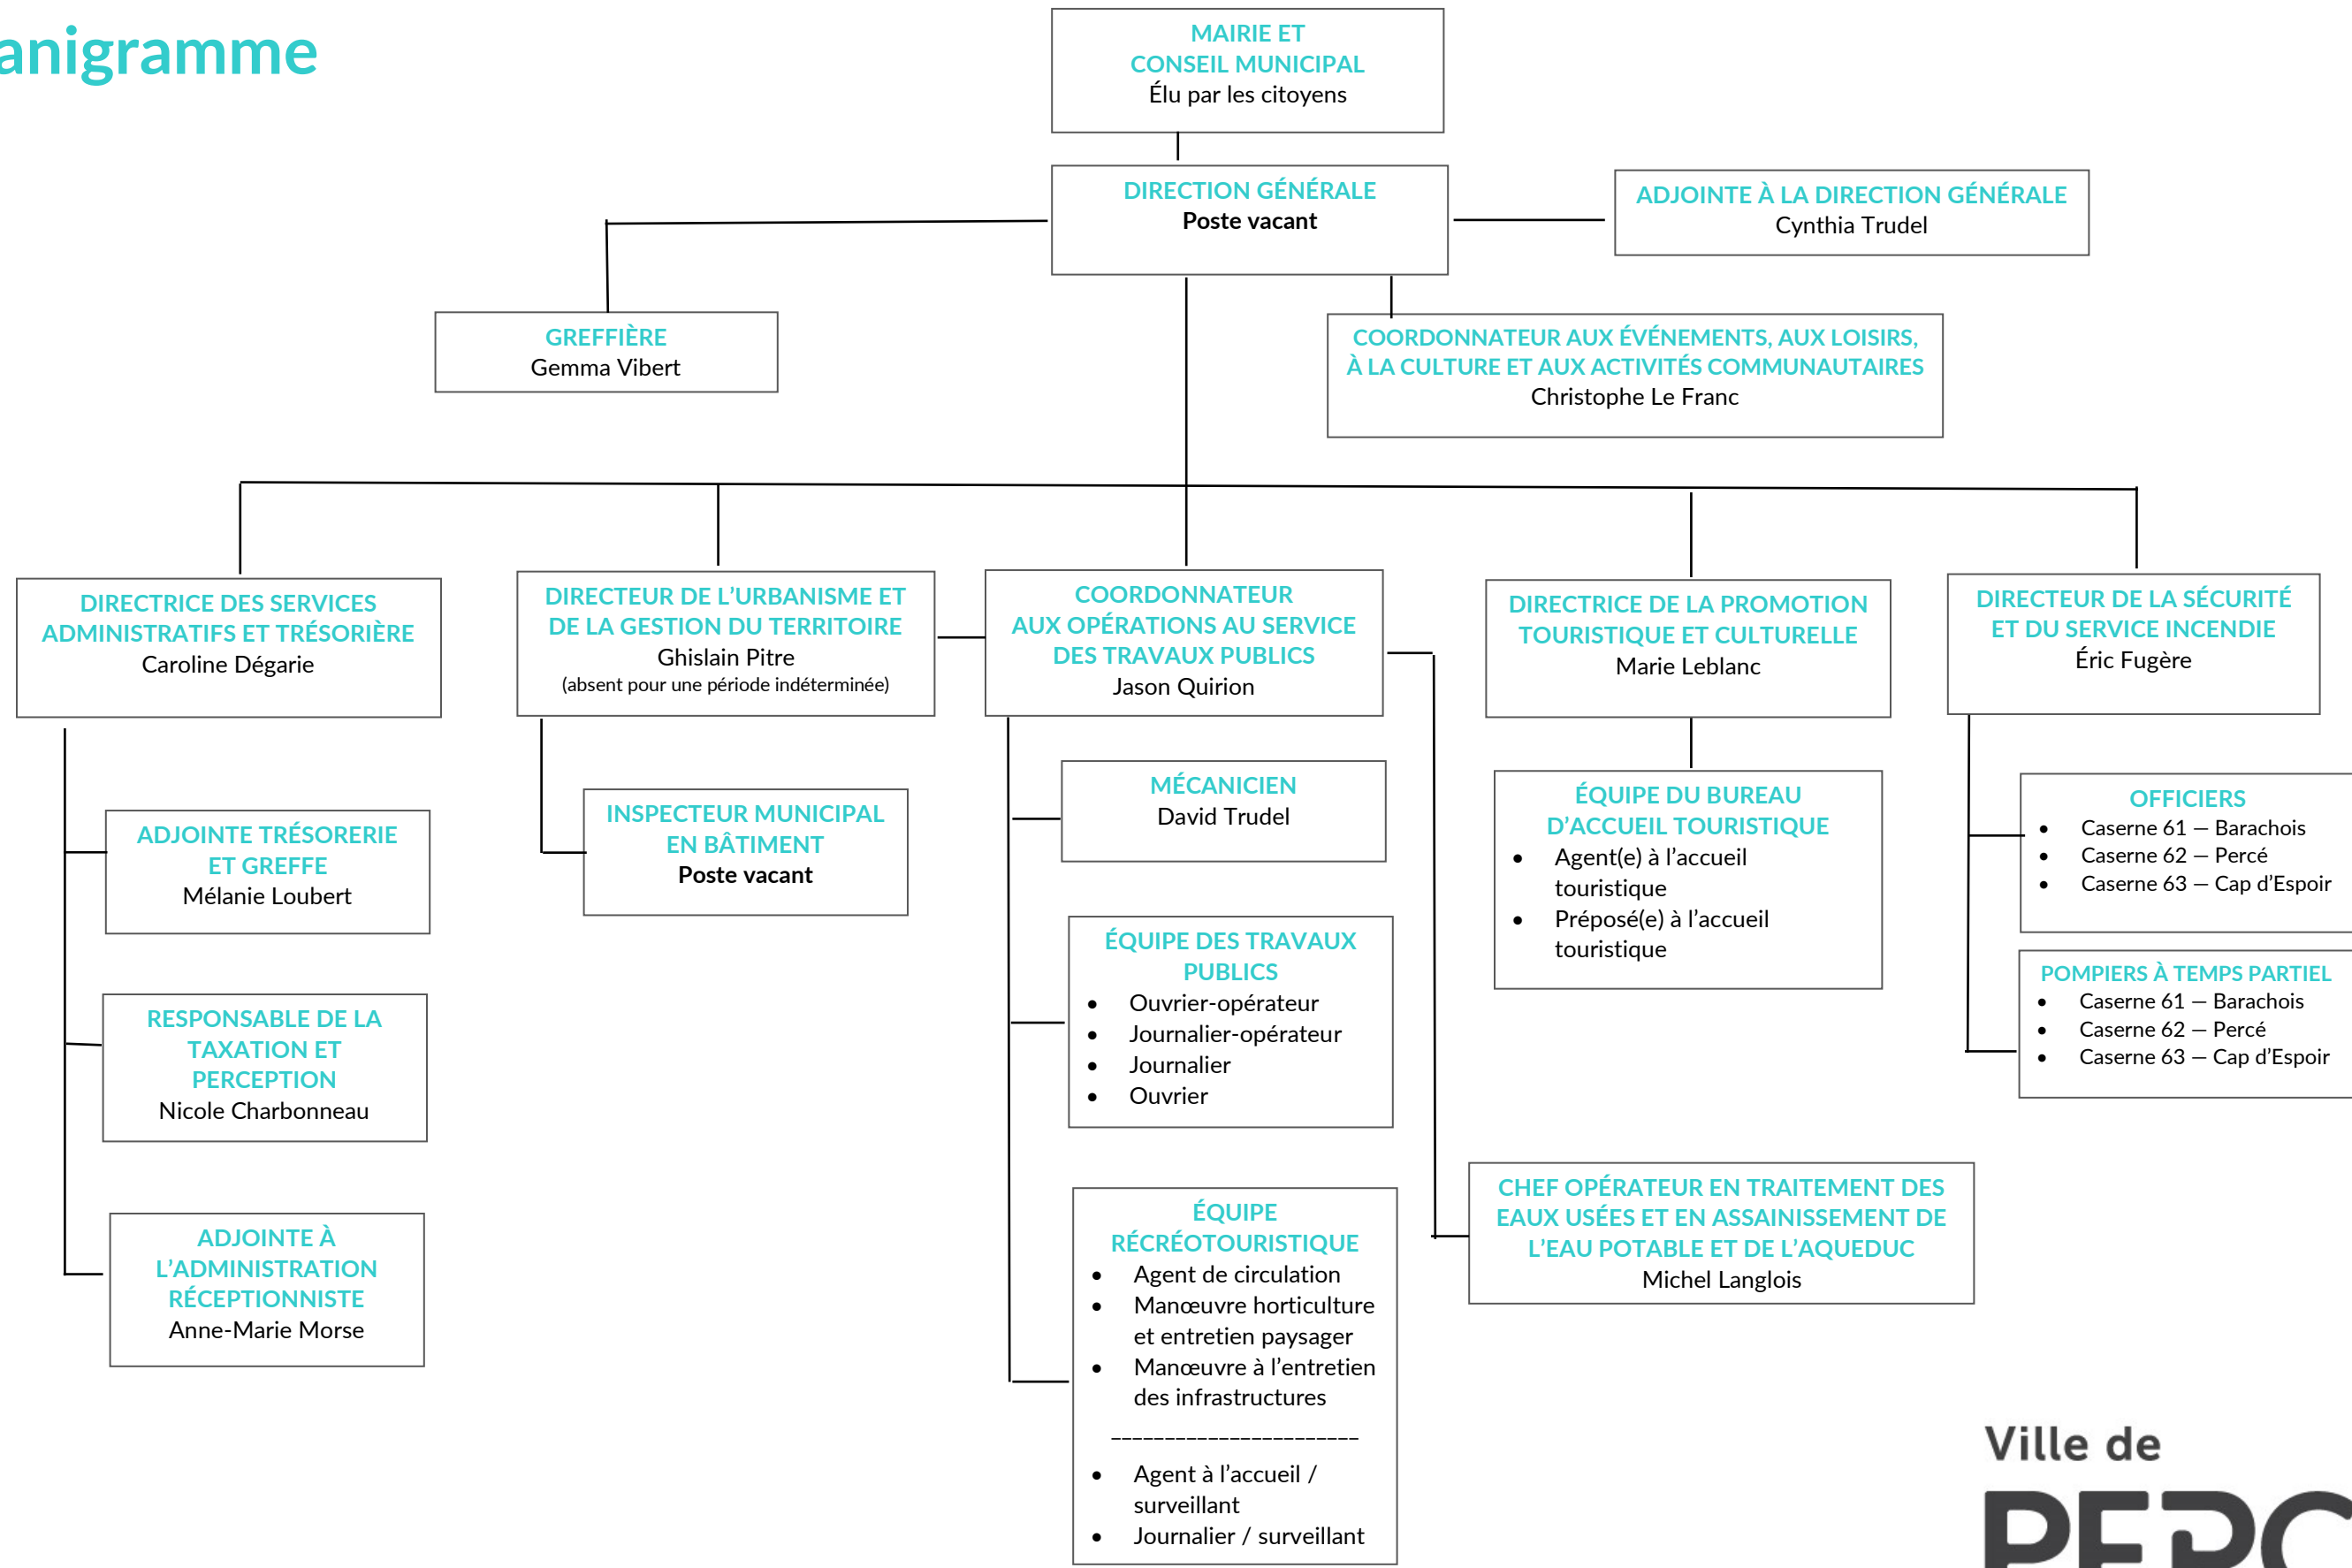 anigramme
MAIRIE ET
CONSEIL MUNICIPAL
Élu par les citoyens
DIRECTION GÉNÉRALE
Poste vacant
ADJOINTE À LA DIRECTION GÉNÉRALE
Cynthia Trudel
GREFFIÈRE
Gemma Vibert
COORDONNATEUR AUX ÉVÉNEMENTS, AUX LOISIRS,
À LA CULTURE ET AUX ACTIVITÉS COMMUNAUTAIRES
Christophe Le Franc
DIRECTRICE DES SERVICES
ADMINISTRATIFS ET TRÉSORIÈRE
Caroline Dégarie
DIRECTEUR DE L’URBANISME ET
DE LA GESTION DU TERRITOIRE
Ghislain Pitre
(absent pour une période indéterminée)
COORDONNATEUR
AUX OPÉRATIONS AU SERVICE
DES TRAVAUX PUBLICS
Jason Quirion
DIRECTRICE DE LA PROMOTION
TOURISTIQUE ET CULTURELLE
Marie Leblanc
DIRECTEUR DE LA SÉCURITÉ
ET DU SERVICE INCENDIE
Éric Fugère
ADJOINTE TRÉSORERIE
ET GREFFE
Mélanie Loubert
RESPONSABLE DE LA
TAXATION ET
PERCEPTION
Nicole Charbonneau
ADJOINTE À
L’ADMINISTRATION
RÉCEPTIONNISTE
Anne-Marie Morse
INSPECTEUR MUNICIPAL
EN BÂTIMENT
Poste vacant
MÉCANICIEN
David Trudel
ÉQUIPE DES TRAVAUX
PUBLICS
• Ouvrier-opérateur
• Journalier-opérateur
• Journalier
• Ouvrier
ÉQUIPE
RÉCRÉOTOURISTIQUE
• Agent de circulation
• Manœuvre horticulture
et entretien paysager
• Manœuvre à l’entretien
des infrastructures
_______________________
• Agent à l’accueil /
surveillant
• Journalier / surveillant
CHEF OPÉRATEUR EN TRAITEMENT DES
EAUX USÉES ET EN ASSAINISSEMENT DE
L’EAU POTABLE ET DE L’AQUEDUC
Michel Langlois
ÉQUIPE DU BUREAU
D’ACCUEIL TOURISTIQUE
• Agent(e) à l’accueil
touristique
• Préposé(e) à l’accueil
touristique
OFFICIERS
• Caserne 61 – Barachois
• Caserne 62 – Percé
• Caserne 63 – Cap d’Espoir
POMPIERS À TEMPS PARTIEL
• Caserne 61 – Barachois
• Caserne 62 – Percé
• Caserne 63 – Cap d’Espoir
Ville de
PERC